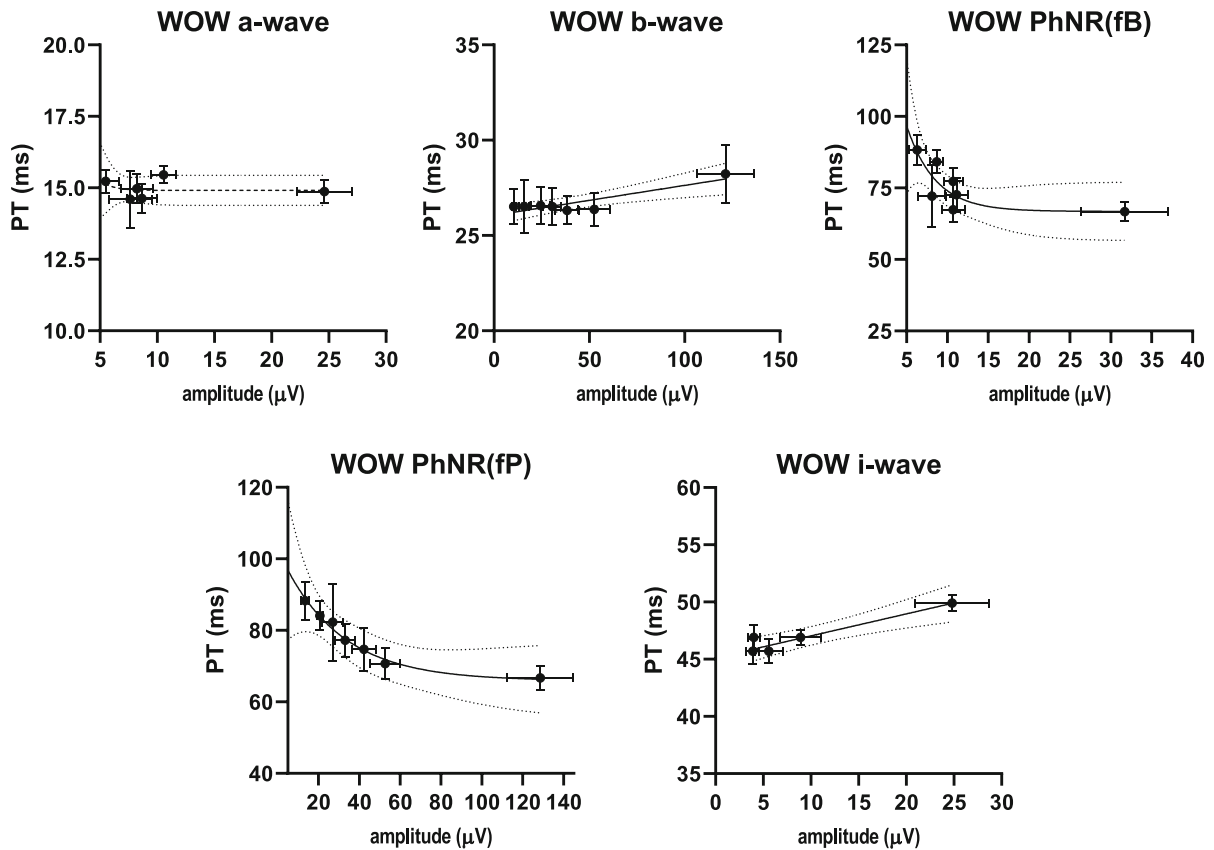 WOW a-wave
PT (ms)
20.0
17.5
15.0
12.5
10.0
5 10 15 20 25 30
amplitude (μV)
WOW b-wave
PT (ms)
35
30
25
20
0 50 100 150
amplitude (μV)
WOW PhNR(fB)
PT (ms)
125
100
75
50
25
5 10 15 20 25 30 35 40
amplitude (μV)
WOW PhNR(fP)
PT (ms)
120
100
80
60
40
20 40 60 80 100 120 140
amplitude (μV)
WOW i-wave
PT (ms)
60
55
50
45
40
35
0 5 10 15 20 25 30
amplitude (μV)